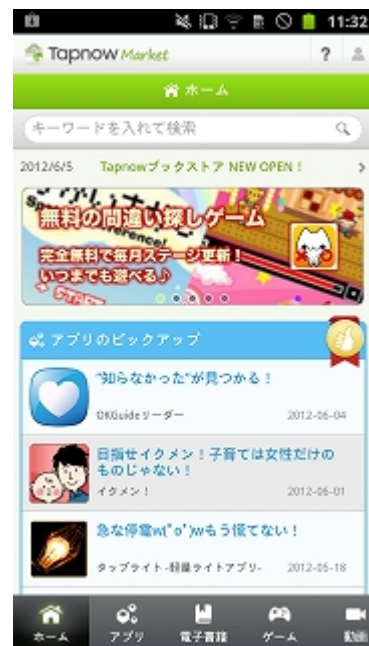 11:32
Tapnow Market
?
ホーム
キーワードを入れて検索
2012/6/5 Tapnowブックストア NEW OPEN！
無料の間違い探しゲーム
完全無料で毎月ステージ更新！
いつまでも遊べる♪
START
アプリのピックアップ
"知らなかった"が見つかる！
OKGuideリーダー 2012-06-04
目指せイクメン！子育ては女性だけの
ものじゃない！
イクメン！ 2012-06-01
急な停電w(ﾟoﾟ)wもう慌てない！
タップライト-軽量ライトアプリ- 2012-05-18
ホーム アプリ 電子書籍 ゲーム 動画